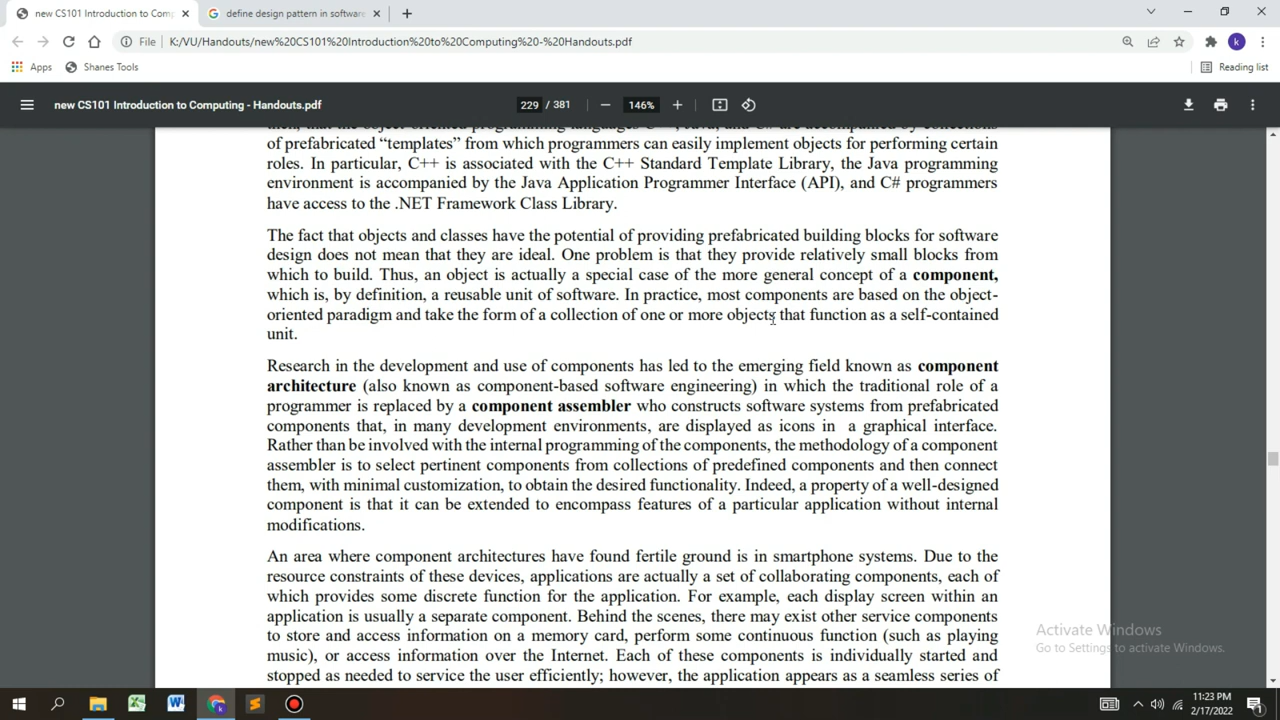 new CS101 Introduction to Comp
define design pattern in software
File K:/VU/Handouts/new%20CS101%20Introduction%20to%20Computing%20-%20Handouts.pdf
k
Apps Shanes Tools
Reading list
new CS101 Introduction to Computing - Handouts.pdf
229 / 381
146%
of prefabricated “templates” from which programmers can easily implement objects for performing certain
roles. In particular, C++ is associated with the C++ Standard Template Library, the Java programming
environment is accompanied by the Java Application Programmer Interface (API), and C# programmers
have access to the .NET Framework Class Library.
The fact that objects and classes have the potential of providing prefabricated building blocks for software
design does not mean that they are ideal. One problem is that they provide relatively small blocks from
which to build. Thus, an object is actually a special case of the more general concept of a component,
which is, by definition, a reusable unit of software. In practice, most components are based on the object-
oriented paradigm and take the form of a collection of one or more objects that function as a self-contained
unit.
Research in the development and use of components has led to the emerging field known as component
architecture (also known as component-based software engineering) in which the traditional role of a
programmer is replaced by a component assembler who constructs software systems from prefabricated
components that, in many development environments, are displayed as icons in a graphical interface.
Rather than be involved with the internal programming of the components, the methodology of a component
assembler is to select pertinent components from collections of predefined components and then connect
them, with minimal customization, to obtain the desired functionality. Indeed, a property of a well-designed
component is that it can be extended to encompass features of a particular application without internal
modifications.
An area where component architectures have found fertile ground is in smartphone systems. Due to the
resource constraints of these devices, applications are actually a set of collaborating components, each of
which provides some discrete function for the application. For example, each display screen within an
application is usually a separate component. Behind the scenes, there may exist other service components
to store and access information on a memory card, perform some continuous function (such as playing
music), or access information over the Internet. Each of these components is individually started and
stopped as needed to service the user efficiently; however, the application appears as a seamless series of
Activate Windows
Go to Settings to activate Windows.
11:23 PM
2/17/2022